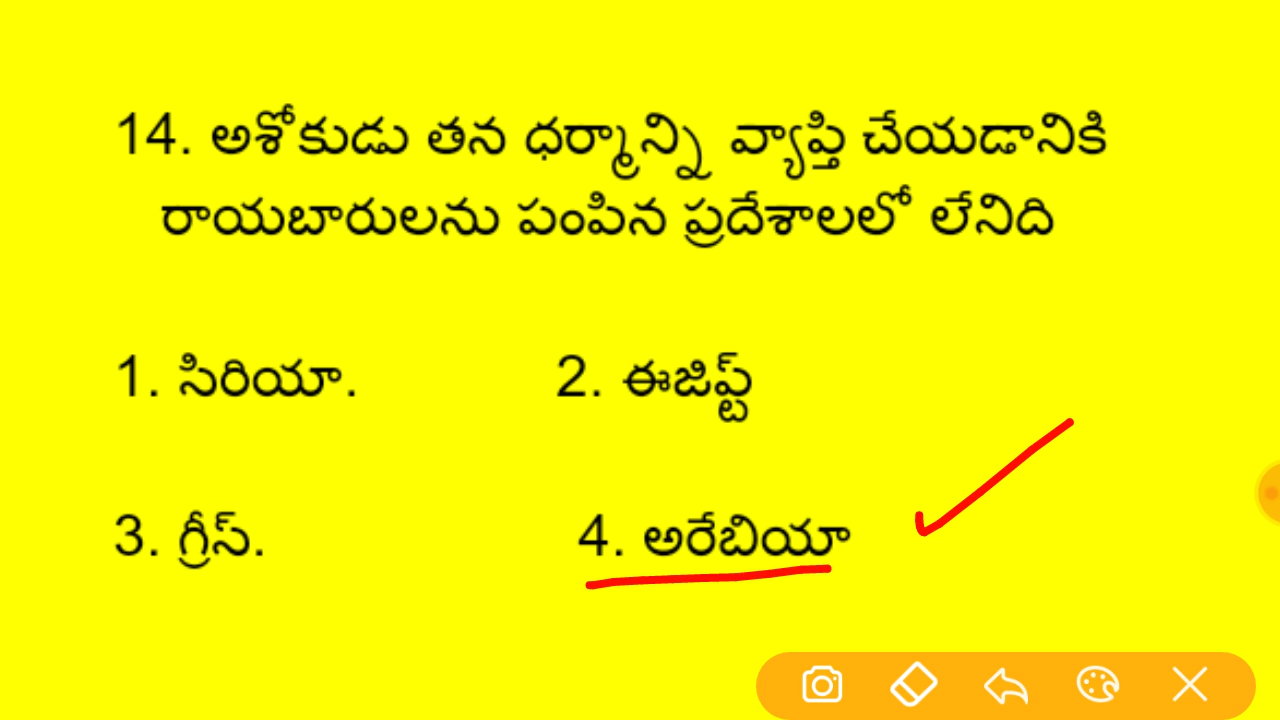 14. అశోకుడు తన ధర్మాన్ని వ్యాప్తి చేయడానికి
రాయబారులను పంపిన ప్రదేశాలలో లేనిది
1. సిరియా. 2. ఈజిప్ట్
3. గ్రీస్. 4. అరేబియా